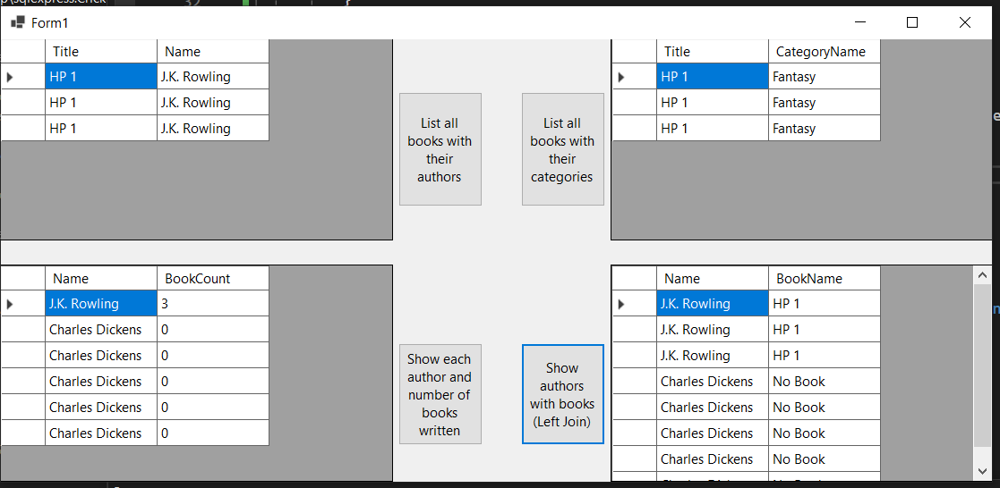 p\sqlexpress.Chck
32
Form1
Title Name
HP 1 J.K. Rowling
HP 1 J.K. Rowling
HP 1 J.K. Rowling
List all
books with
their
authors
List all
books with
their
categories
Title CategoryName
HP 1 Fantasy
HP 1 Fantasy
HP 1 Fantasy
Name BookCount
J.K. Rowling 3
Charles Dickens 0
Charles Dickens 0
Charles Dickens 0
Charles Dickens 0
Charles Dickens 0
Show each
author and
number of
books
written
Show
authors
with books
(Left Join)
Name BookName
J.K. Rowling HP 1
J.K. Rowling HP 1
J.K. Rowling HP 1
Charles Dickens No Book
Charles Dickens No Book
Charles Dickens No Book
Charles Dickens No Book